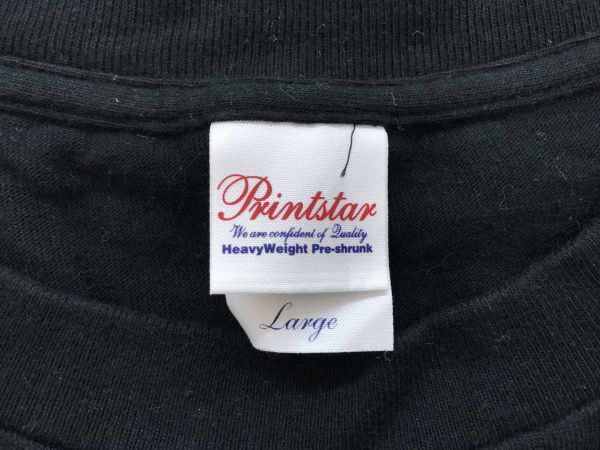 Printstar
We are confident of Quality
HeavyWeight Pre-shrunk
Large